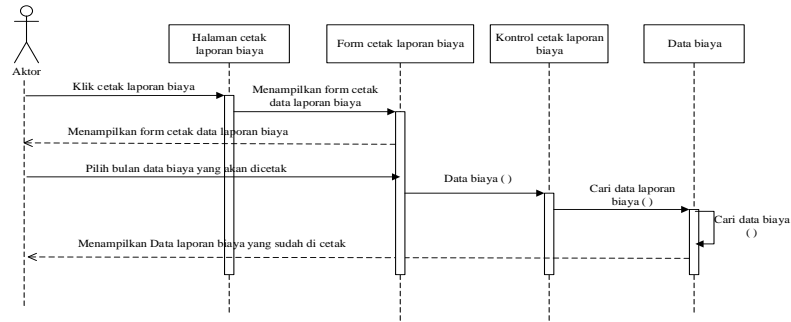 Halaman cetak
laporan biaya
Form cetak laporan biaya
Kontrol cetak laporan
biaya
Data biaya
Aktor
Klik cetak laporan biaya
Menampilkan form cetak
data laporan biaya
Menampilkan form cetak data laporan biaya
Pilih bulan data biaya yang akan dicetak
Data biaya ( )
Cari data laporan
biaya ( )
Cari data biaya
( )
Menampilkan Data laporan biaya yang sudah di cetak